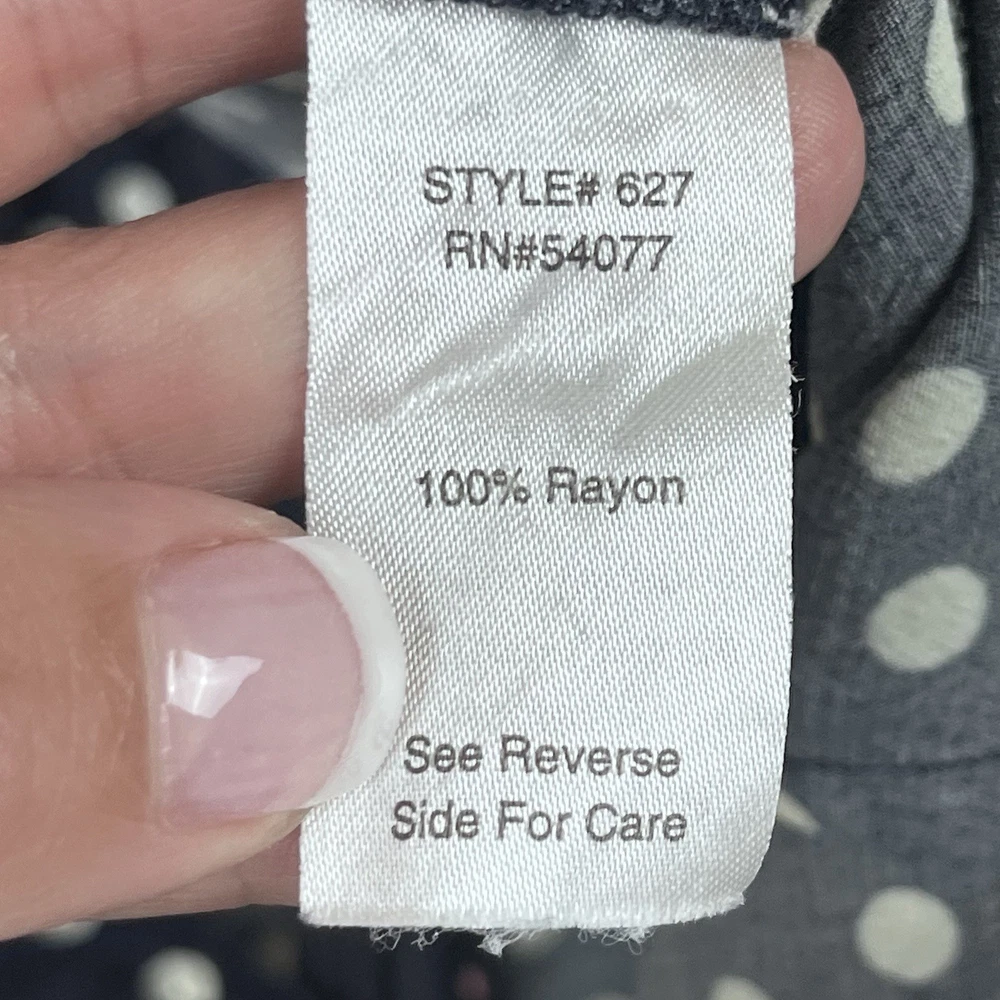 STYLE# 627
RN#54077
100% Rayon
See Reverse
Side For Care